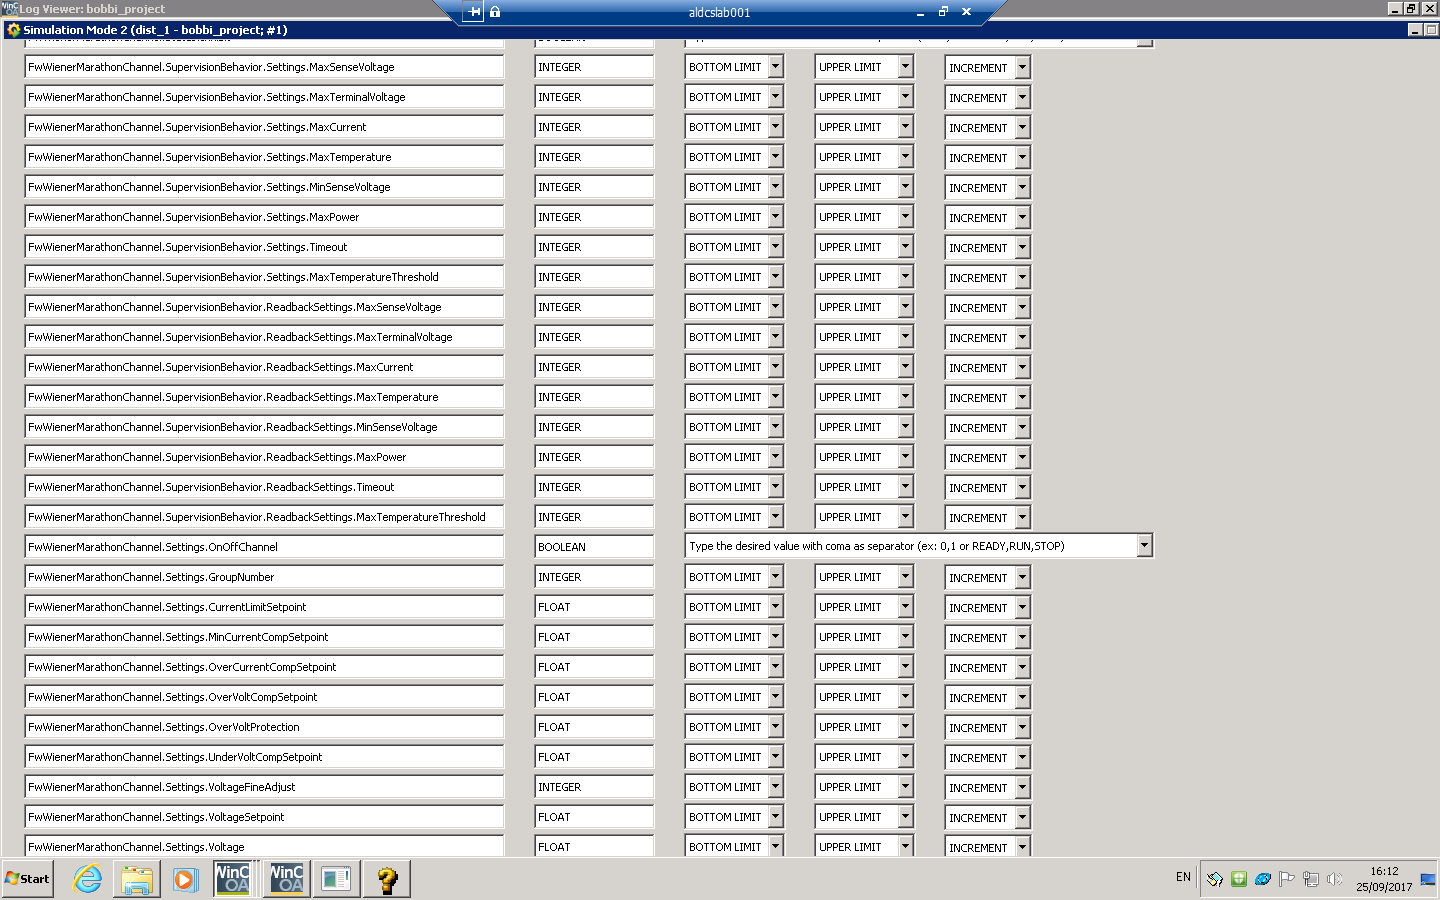 Log Viewer: bobbi_project
aldcslab001
Simulation Mode 2 (dist_1 - bobbi_project; #1)
FwWienerMarathonChannel.SupervisionBehavior.Settings.MaxSenseVoltage INTEGER BOTTOM LIMIT UPPER LIMIT INCREMENT
FwWienerMarathonChannel.SupervisionBehavior.Settings.MaxTerminalVoltage INTEGER BOTTOM LIMIT UPPER LIMIT INCREMENT
FwWienerMarathonChannel.SupervisionBehavior.Settings.MaxCurrent INTEGER BOTTOM LIMIT UPPER LIMIT INCREMENT
FwWienerMarathonChannel.SupervisionBehavior.Settings.MaxTemperature INTEGER BOTTOM LIMIT UPPER LIMIT INCREMENT
FwWienerMarathonChannel.SupervisionBehavior.Settings.MinSenseVoltage INTEGER BOTTOM LIMIT UPPER LIMIT INCREMENT
FwWienerMarathonChannel.SupervisionBehavior.Settings.MaxPower INTEGER BOTTOM LIMIT UPPER LIMIT INCREMENT
FwWienerMarathonChannel.SupervisionBehavior.Settings.Timeout INTEGER BOTTOM LIMIT UPPER LIMIT INCREMENT
FwWienerMarathonChannel.SupervisionBehavior.Settings.MaxTemperatureThreshold INTEGER BOTTOM LIMIT UPPER LIMIT INCREMENT
FwWienerMarathonChannel.SupervisionBehavior.ReadbackSettings.MaxSenseVoltage INTEGER BOTTOM LIMIT UPPER LIMIT INCREMENT
FwWienerMarathonChannel.SupervisionBehavior.ReadbackSettings.MaxTerminalVoltage INTEGER BOTTOM LIMIT UPPER LIMIT INCREMENT
FwWienerMarathonChannel.SupervisionBehavior.ReadbackSettings.MaxCurrent INTEGER BOTTOM LIMIT UPPER LIMIT INCREMENT
FwWienerMarathonChannel.SupervisionBehavior.ReadbackSettings.MaxTemperature INTEGER BOTTOM LIMIT UPPER LIMIT INCREMENT
FwWienerMarathonChannel.SupervisionBehavior.ReadbackSettings.MinSenseVoltage INTEGER BOTTOM LIMIT UPPER LIMIT INCREMENT
FwWienerMarathonChannel.SupervisionBehavior.ReadbackSettings.MaxPower INTEGER BOTTOM LIMIT UPPER LIMIT INCREMENT
FwWienerMarathonChannel.SupervisionBehavior.ReadbackSettings.Timeout INTEGER BOTTOM LIMIT UPPER LIMIT INCREMENT
FwWienerMarathonChannel.SupervisionBehavior.ReadbackSettings.MaxTemperatureThreshold INTEGER BOTTOM LIMIT UPPER LIMIT INCREMENT
FwWienerMarathonChannel.Settings.OnOffChannel BOOLEAN Type the desired value with coma as separator (ex: 0,1 or READY,RUN,STOP)
FwWienerMarathonChannel.Settings.GroupNumber INTEGER BOTTOM LIMIT UPPER LIMIT INCREMENT
FwWienerMarathonChannel.Settings.CurrentLimitSetpoint FLOAT BOTTOM LIMIT UPPER LIMIT INCREMENT
FwWienerMarathonChannel.Settings.MinCurrentCompSetpoint FLOAT BOTTOM LIMIT UPPER LIMIT INCREMENT
FwWienerMarathonChannel.Settings.OverCurrentCompSetpoint FLOAT BOTTOM LIMIT UPPER LIMIT INCREMENT
FwWienerMarathonChannel.Settings.OverVoltCompSetpoint FLOAT BOTTOM LIMIT UPPER LIMIT INCREMENT
FwWienerMarathonChannel.Settings.OverVoltProtection FLOAT BOTTOM LIMIT UPPER LIMIT INCREMENT
FwWienerMarathonChannel.Settings.UnderVoltCompSetpoint FLOAT BOTTOM LIMIT UPPER LIMIT INCREMENT
FwWienerMarathonChannel.Settings.VoltageFineAdjust INTEGER BOTTOM LIMIT UPPER LIMIT INCREMENT
FwWienerMarathonChannel.Settings.VoltageSetpoint FLOAT BOTTOM LIMIT UPPER LIMIT INCREMENT
FwWienerMarathonChannel.Settings.Voltage FLOAT BOTTOM LIMIT UPPER LIMIT INCREMENT
Start WinCC OA WinCC OA EN 16:12
25/09/2017